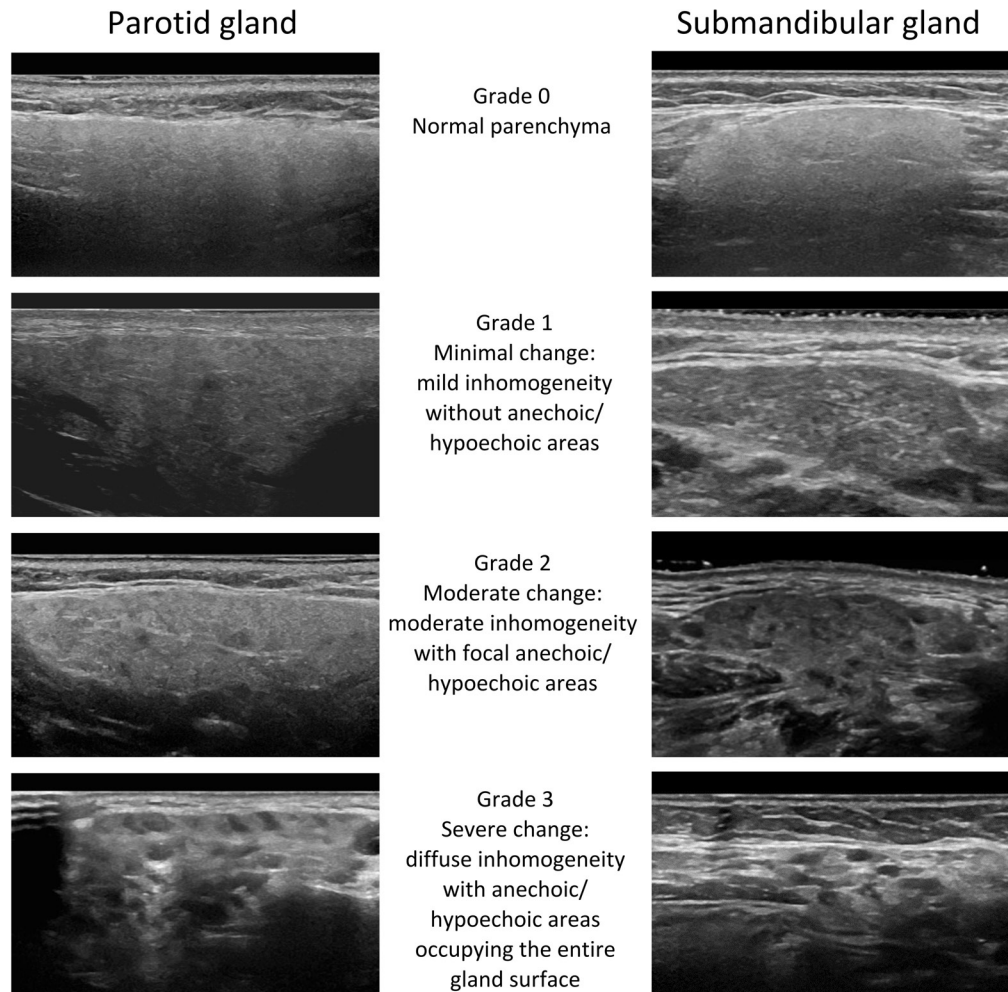 Parotid gland
Submandibular gland
Grade 0
Normal parenchyma
Grade 1
Minimal change:
mild inhomogeneity
without anechoic/
hypoechoic areas
Grade 2
Moderate change:
moderate inhomogeneity
with focal anechoic/
hypoechoic areas
Grade 3
Severe change:
diffuse inhomogeneity
with anechoic/
hypoechoic areas
occupying the entire
gland surface